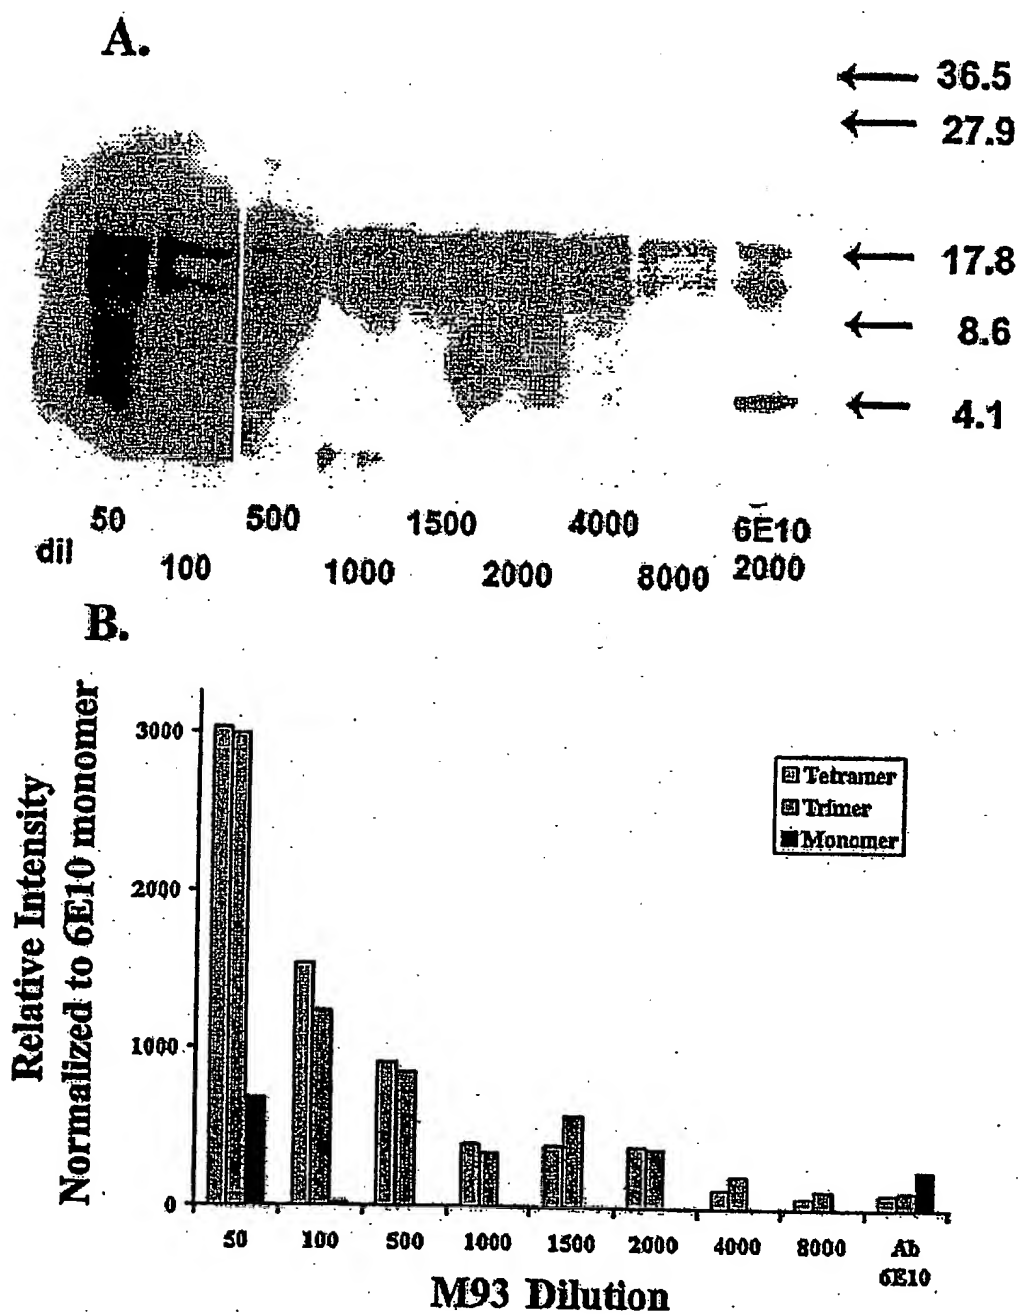 A.
36.5
27.9
17.8
8.6
4.1
50 500 1500 4000 6E10
dil 100 1000 2000 8000 2000
B.
Relative Intensity
Normalized to 6E10 monomer
3000
2000
1000
0
Tetramer
Trimer
Monomer
50 100 500 1000 1500 2000 4000 8000 Ab
6E10
M93 Dilution